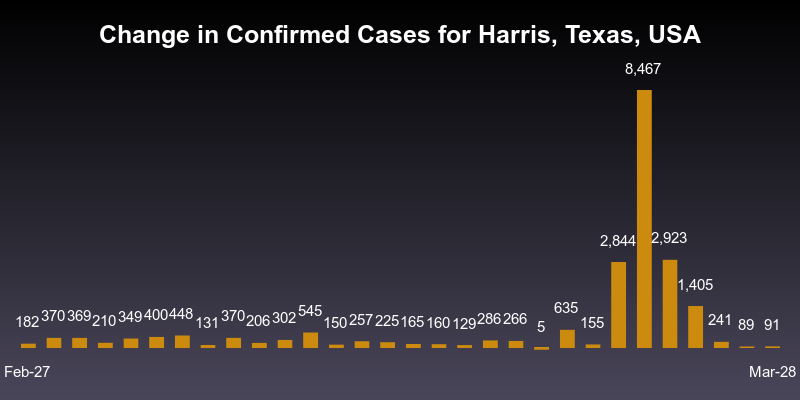 Change in Confirmed Cases for Harris, Texas, USA
8,467
2,844 2,923
1,405
182 370 369 210 349 400 448 131 370 206 302 545 150 257 225 165 160 129 286 266 5 635 155 241 89 91
Feb-27 Mar-28